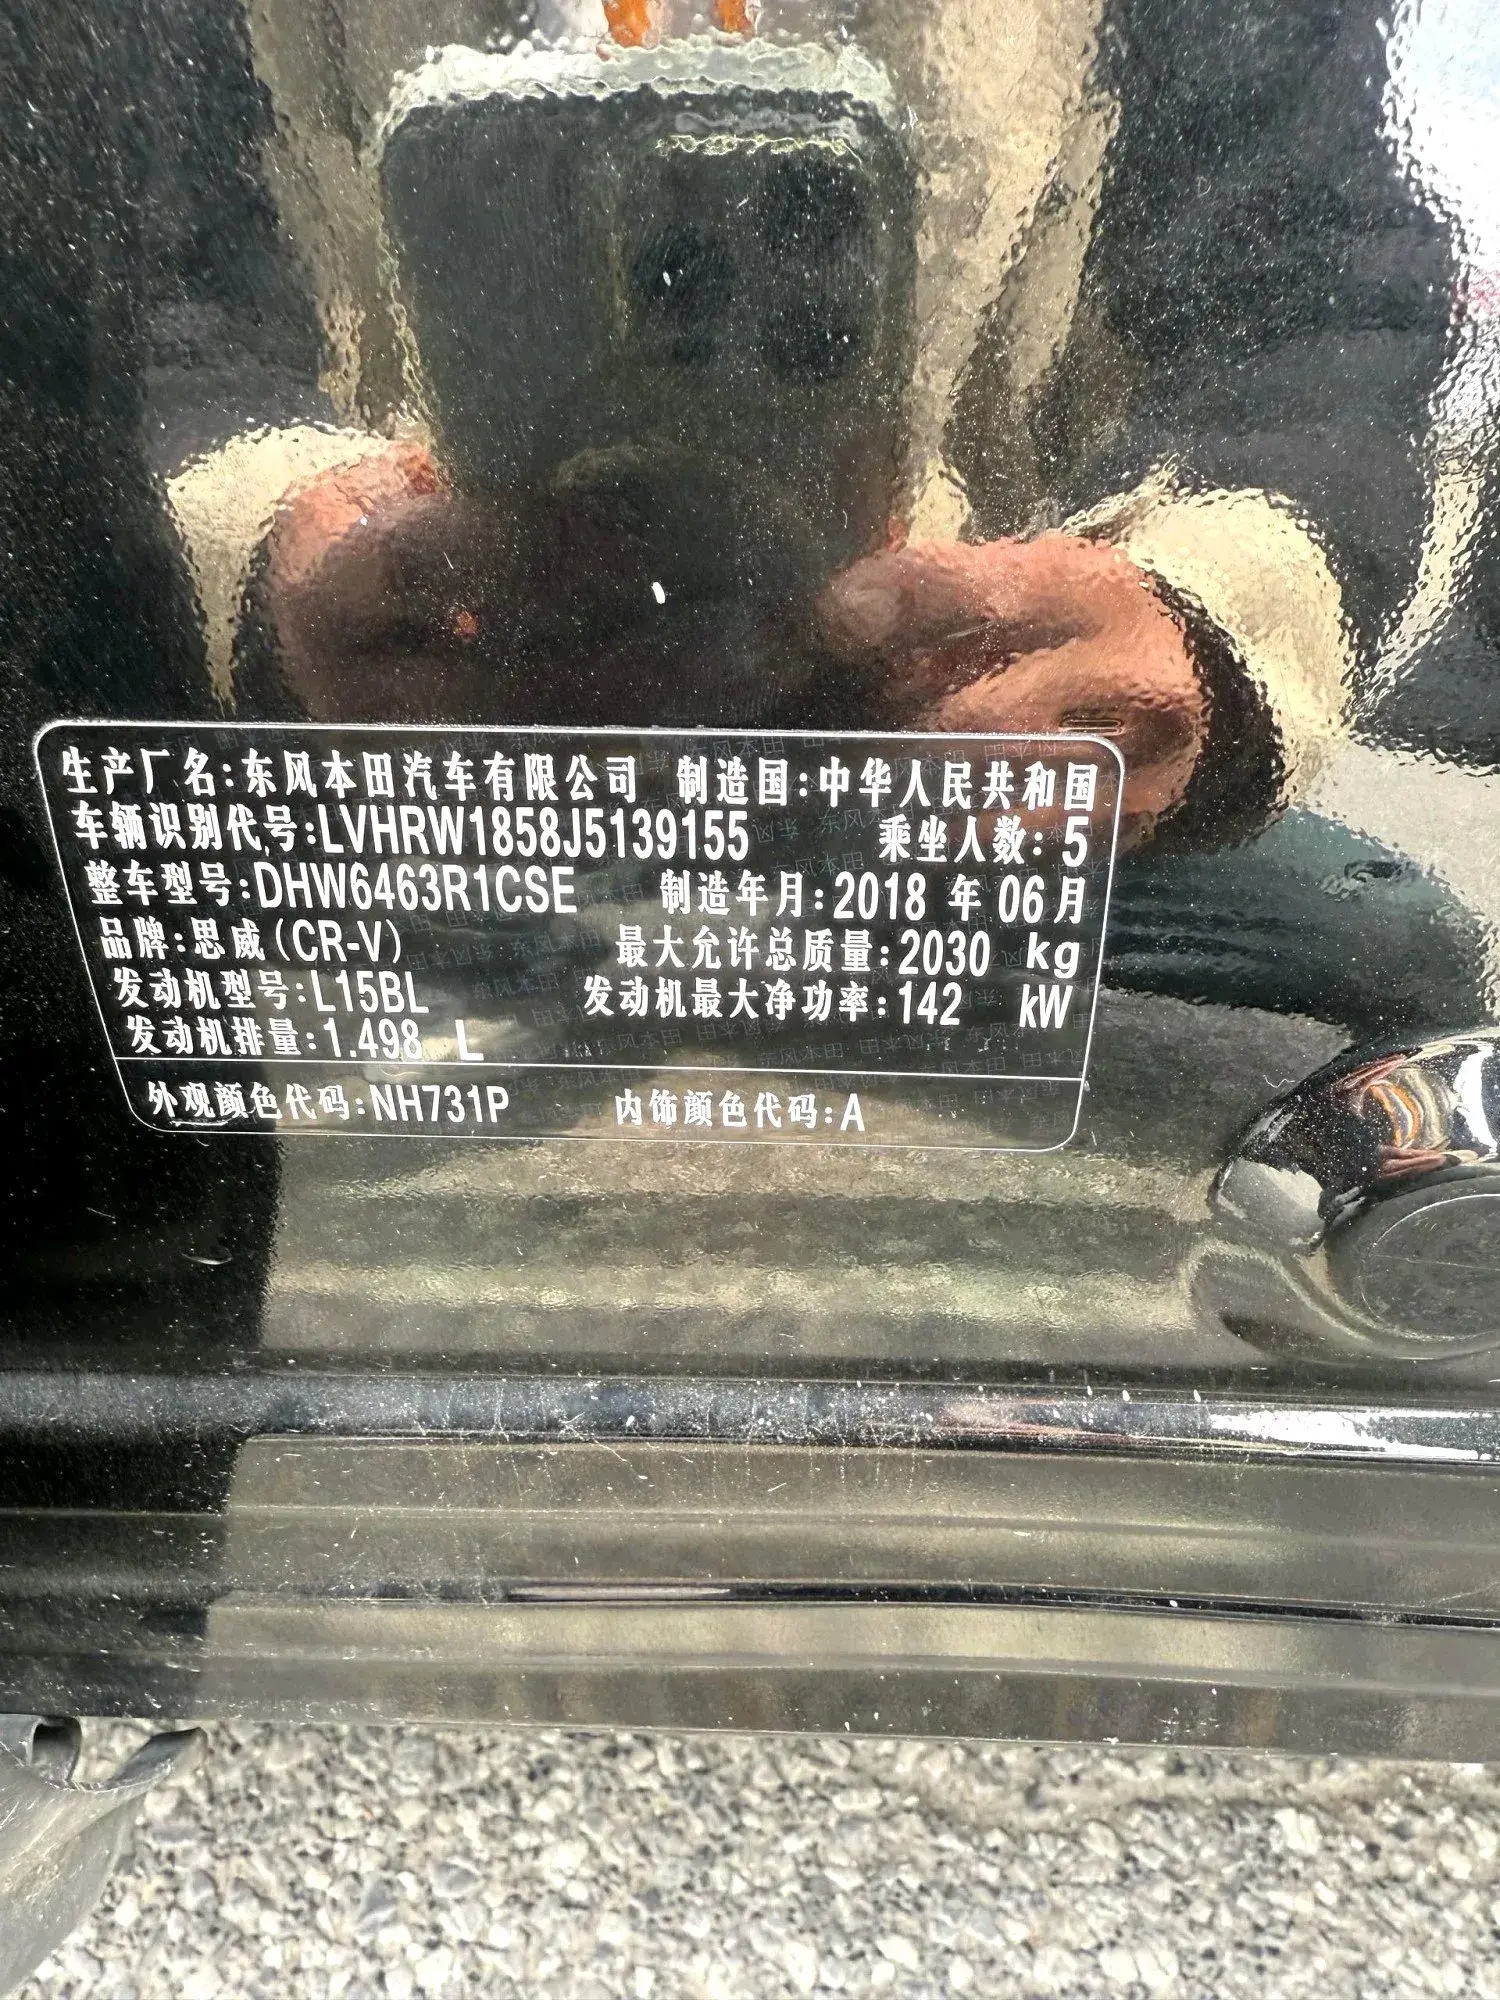 生产厂名:东风本田汽车有限公司 制造国:中华人民共和国
车辆识别代号:LVHRW1858J5139155 乘坐人数:5
整车型号:DHW6463R1CSE 制造年月:2018 年 06月
品牌:思威(CR-V) 最大允许总质量:2030 kg
发动机型号:L15BL 发动机最大净功率:142 kW
发动机排量:1.498 L
外观颜色代码:NH731P 内饰颜色代码:A